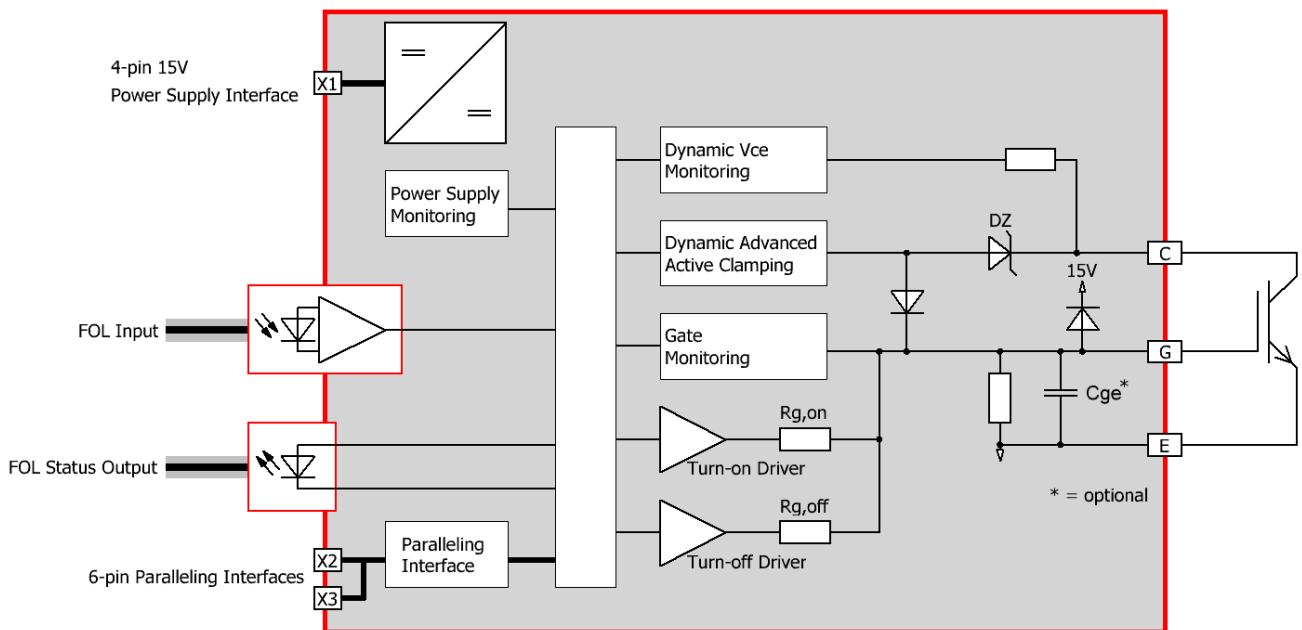 4-pin 15V
Power Supply Interface
X1
Dynamic Vce
Monitoring
Power Supply
Monitoring
DZ
Dynamic Advanced
Active Clamping
C
15V
FOL Input
Gate
Monitoring
G
Cge*
Rg,on
E
Turn-on Driver
FOL Status Output
* = optional
Rg,off
Turn-off Driver
Paralleling
Interface
X2
6-pin Paralleling Interfaces
X3